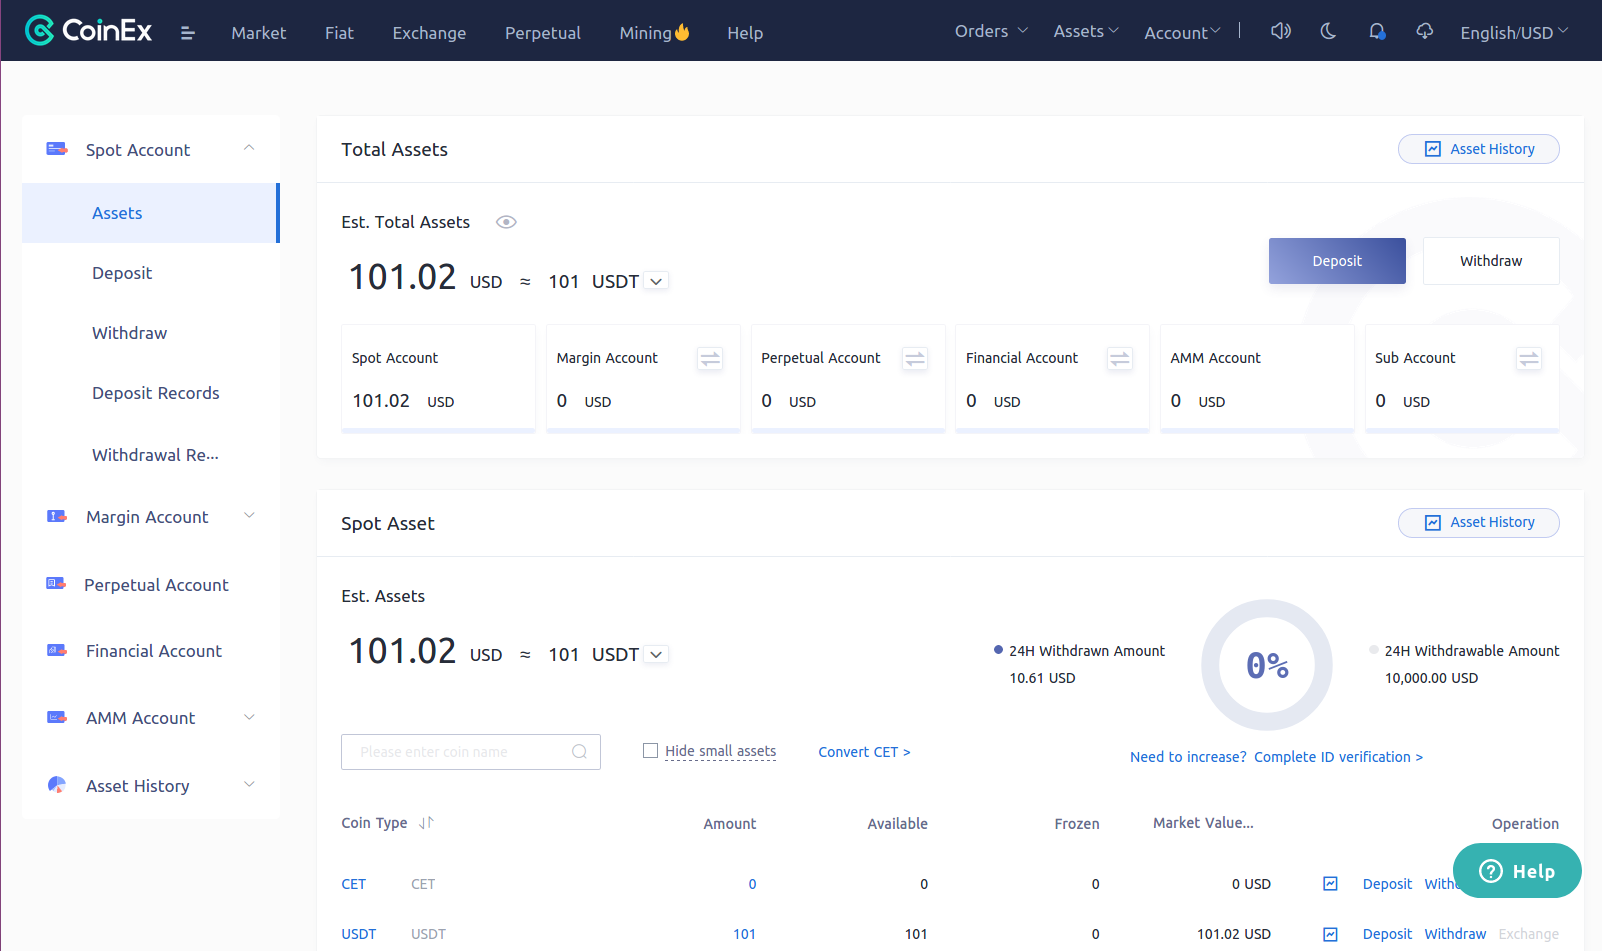 CoinEx Market Fiat Exchange Perpetual Mining Help Orders Assets Account English/USD
Spot Account
Assets
Deposit
Withdraw
Deposit Records
Withdrawal Re...
Margin Account
Perpetual Account
Financial Account
AMM Account
Asset History
Total Assets Asset History
Est. Total Assets
101.02 USD ≈ 101 USDT
Deposit Withdraw
Spot Account Margin Account Perpetual Account Financial Account AMM Account Sub Account
101.02 USD 0 USD 0 USD 0 USD 0 USD 0 USD
Spot Asset Asset History
Est. Assets
101.02 USD ≈ 101 USDT
24H Withdrawn Amount
10.61 USD
0%
24H Withdrawable Amount
10,000.00 USD
Please enter coin name Hide small assets Convert CET >
Need to increase? Complete ID verification >
Coin Type Amount Available Frozen Market Value... Operation
CET CET 0 0 0 0 USD Deposit
Help
USDT USDT 101 101 0 101.02 USD Deposit Withdraw Exchange